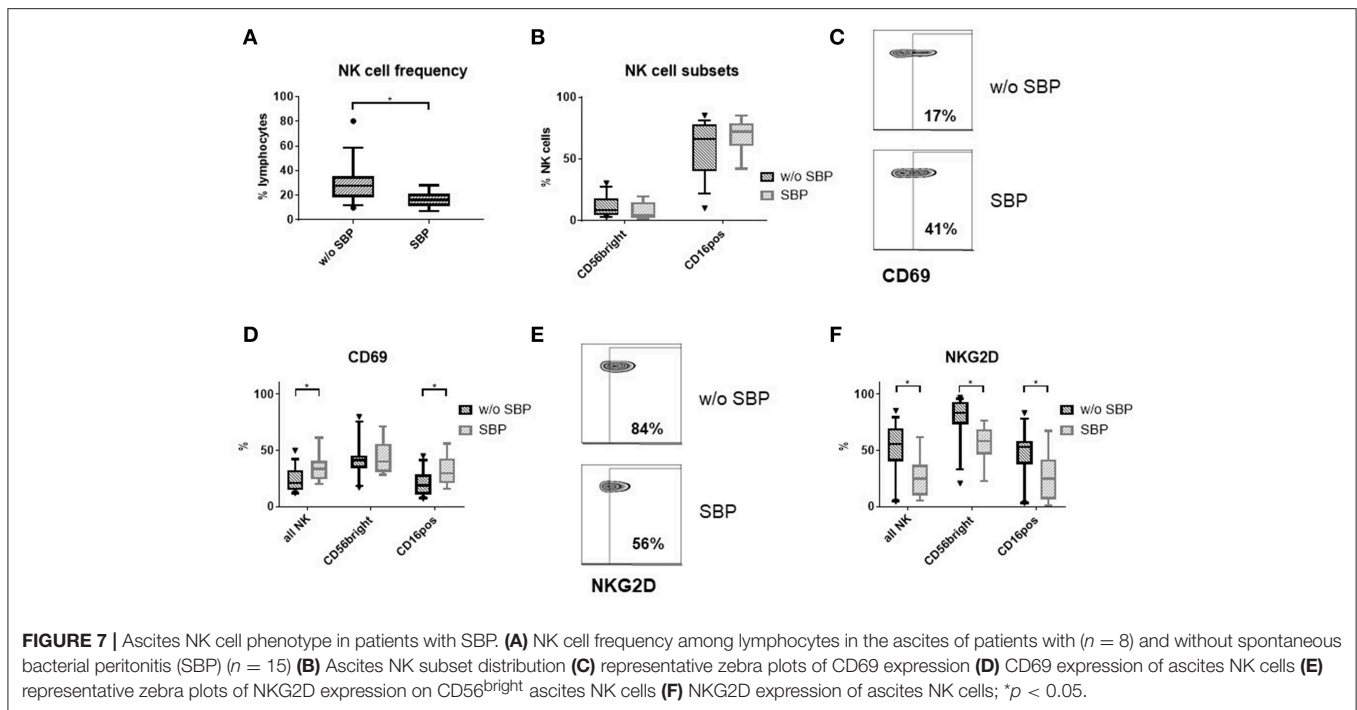 A
NK cell frequency
*
% lymphocytes
100
80
60
40
20
0
w/o SBP
SBP
B
NK cell subsets
% NK cells
100
50
0
CD56bright
CD16pos
w/o SBP
SBP
C
17%
w/o SBP
41%
SBP
CD69
D
CD69
%
100
50
0
*
*
all NK
CD56bright
CD16pos
w/o SBP
SBP
E
84%
w/o SBP
56%
SBP
NKG2D
F
NKG2D
%
100
50
0
*
*
*
all NK
CD56bright
CD16pos
w/o SBP
SBP
FIGURE 7 | Ascites NK cell phenotype in patients with SBP. (A) NK cell frequency among lymphocytes in the ascites of patients with (n = 8) and without spontaneous
bacterial peritonitis (SBP) (n = 15) (B) Ascites NK subset distribution (C) representative zebra plots of CD69 expression (D) CD69 expression of ascites NK cells (E)
representative zebra plots of NKG2D expression on CD56bright ascites NK cells (F) NKG2D expression of ascites NK cells; *p < 0.05.